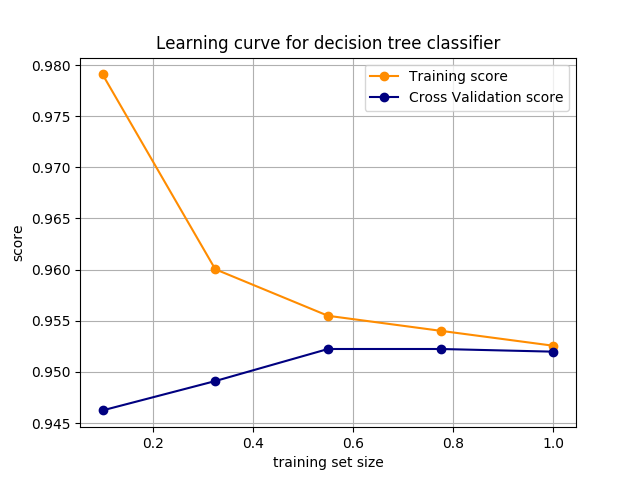 Learning curve for decision tree classifier
0.980
0.975
0.970
0.965
0.960
0.955
0.950
0.945
score
Training score
Cross Validation score
0.2
0.4
0.6
0.8
1.0
training set size